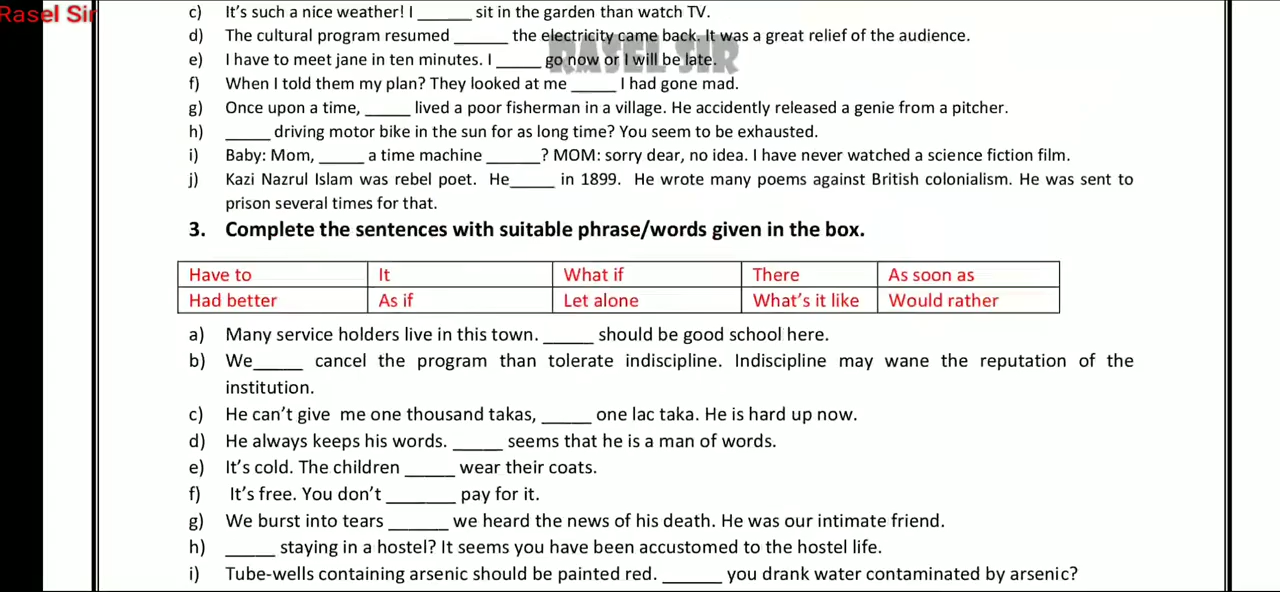 Rasel Sir
c) It's such a nice weather! I ______ sit in the garden than watch TV.
d) The cultural program resumed ______ the electricity came back. It was a great relief of the audience.
RASEL SIR
e) I have to meet jane in ten minutes. I _____ go now or I will be late.
f) When I told them my plan? They looked at me _____ I had gone mad.
g) Once upon a time, _____ lived a poor fisherman in a village. He accidently released a genie from a pitcher.
h) _____ driving motor bike in the sun for as long time? You seem to be exhausted.
i) Baby: Mom, _____ a time machine ______? MOM: sorry dear, no idea. I have never watched a science fiction film.
j) Kazi Nazrul Islam was rebel poet. He_____ in 1899. He wrote many poems against British colonialism. He was sent to
prison several times for that.
3. Complete the sentences with suitable phrase/words given in the box.
Have to It What if There As soon as
Had better As if Let alone What's it like Would rather
a) Many service holders live in this town. _____ should be good school here.
b) We_____ cancel the program than tolerate indiscipline. Indiscipline may wane the reputation of the
institution.
c) He can't give me one thousand takas, _____ one lac taka. He is hard up now.
d) He always keeps his words. _____ seems that he is a man of words.
e) It's cold. The children _____ wear their coats.
f) It's free. You don't _______ pay for it.
g) We burst into tears ______ we heard the news of his death. He was our intimate friend.
h) _____ staying in a hostel? It seems you have been accustomed to the hostel life.
i) Tube-wells containing arsenic should be painted red. ______ you drank water contaminated by arsenic?